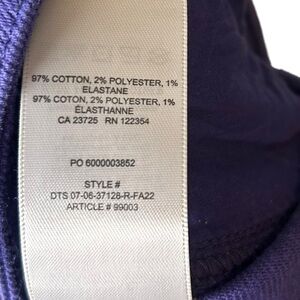 97% COTTON, 2% POLYESTER, 1%
ELASTANE
97% COTON, 2% POLYESTER, 1%
ÉLASTHANNE
CA 23725 RN 122354
PO 6000003852
STYLE #
DTS 07-06-37128-R-FA22
ARTICLE # 99003